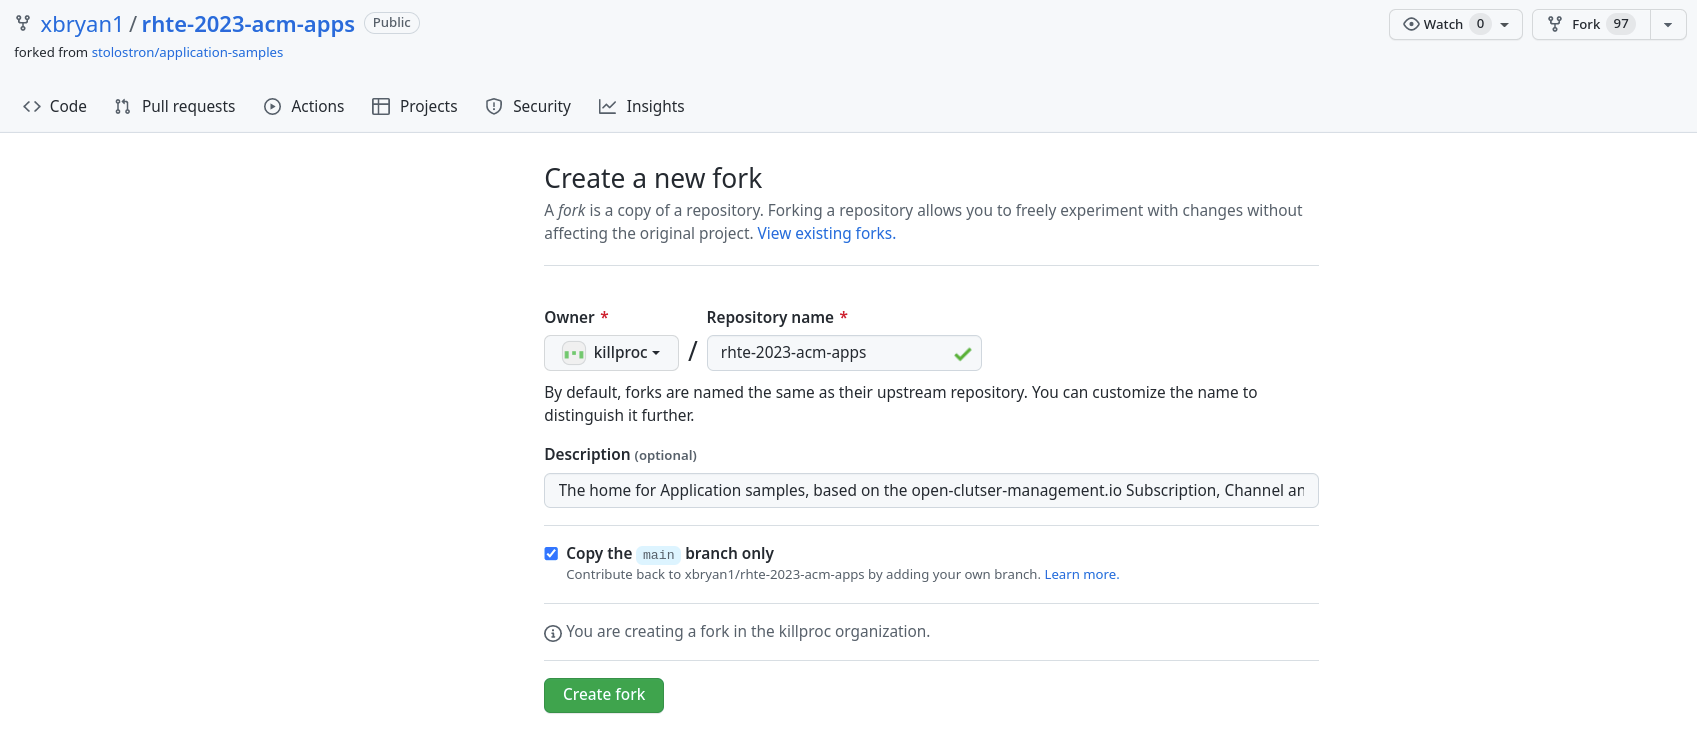 xbryan1 / rhte-2023-acm-apps Public
Watch 0
Fork 97
forked from stolostron/application-samples
Code Pull requests Actions Projects Security Insights
Create a new fork
A fork is a copy of a repository. Forking a repository allows you to freely experiment with changes without
affecting the original project. View existing forks.
Owner * Repository name *
killproc / rhte-2023-acm-apps
By default, forks are named the same as their upstream repository. You can customize the name to
distinguish it further.
Description (optional)
The home for Application samples, based on the open-clutser-management.io Subscription, Channel an
Copy the main branch only
Contribute back to xbryan1/rhte-2023-acm-apps by adding your own branch. Learn more.
You are creating a fork in the killproc organization.
Create fork